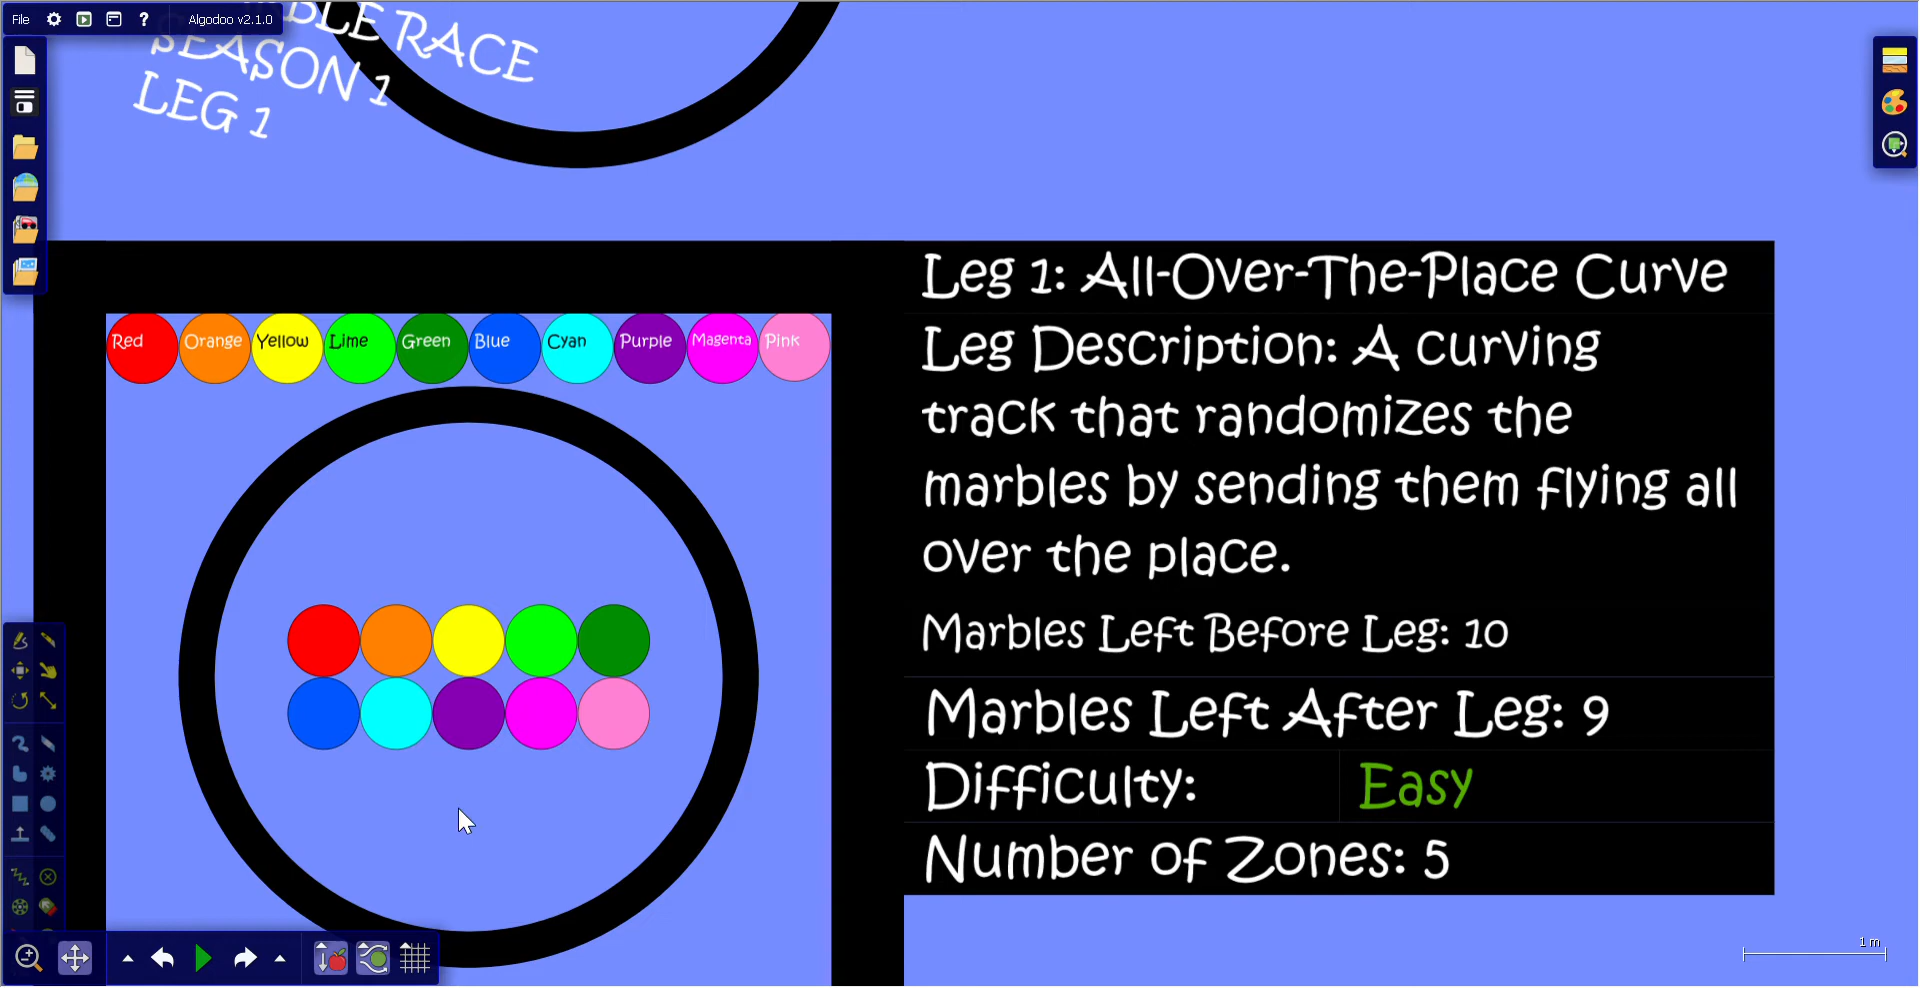 File Algodoo v2.1.0
RACE
SEASON 1
LEG 1
Leg 1: All-Over-The-Place Curve
Red Orange Yellow Lime Green Blue Cyan Purple Magenta Pink
Leg Description: A curving
track that randomizes the
marbles by sending them flying all
over the place.
Marbles Left Before Leg: 10
Marbles Left After Leg: 9
Difficulty: Easy
Number of Zones: 5
1 m